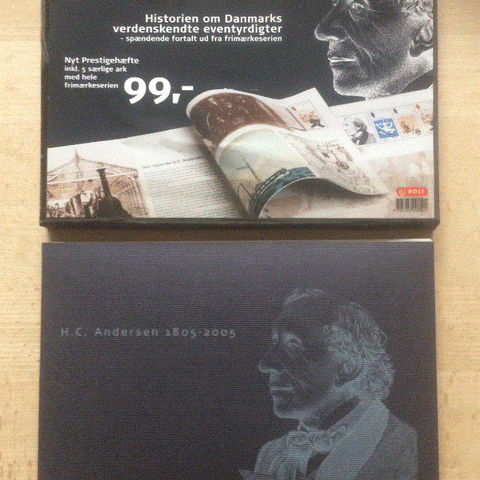 Historien om Danmarks
verdenskendte eventyrdigter
- spændende fortalt ud fra frimærkeserien
Nyt Prestigehæfte
inkl. 5 særlige ark
med hele
frimærkeserien
99,-
POST
H.C. Andersen 1805-2005